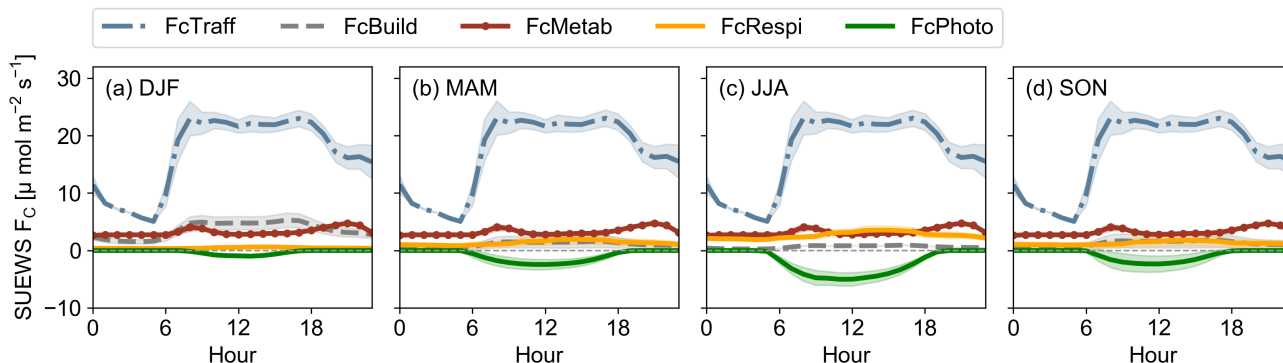 FcTraff FcBuild FcMetab FcRespi FcPhoto
SUEWS F_C [µ mol m⁻² s⁻¹]
30
20
10
0
−10
(a) DJF
(b) MAM
(c) JJA
(d) SON
0 6 12 18
0 6 12 18
0 6 12 18
0 6 12 18
Hour
Hour
Hour
Hour